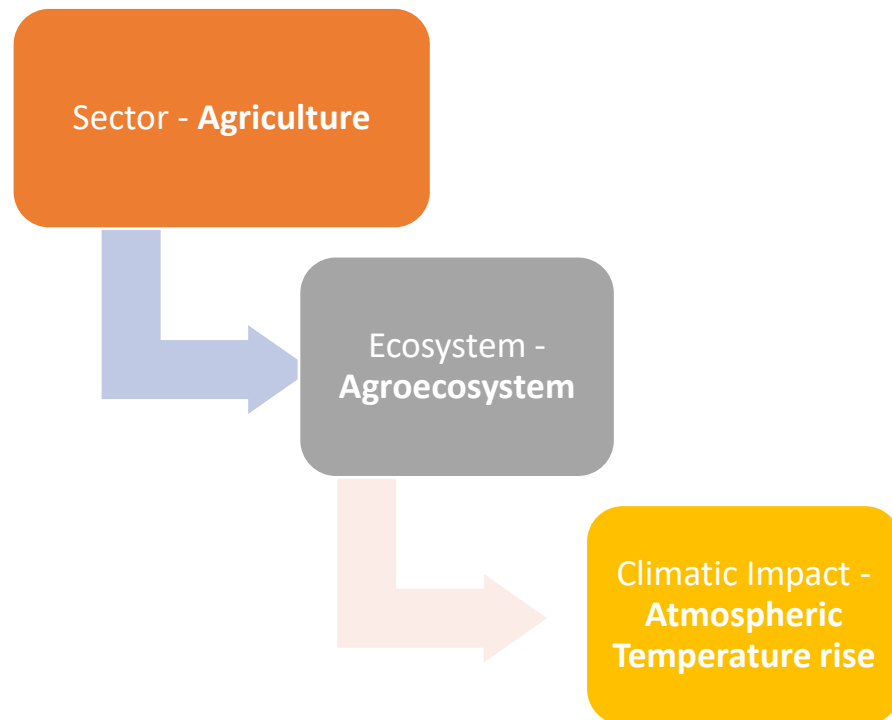 Sector - Agriculture
Ecosystem -
Agroecosystem
Climatic Impact -
Atmospheric
Temperature rise